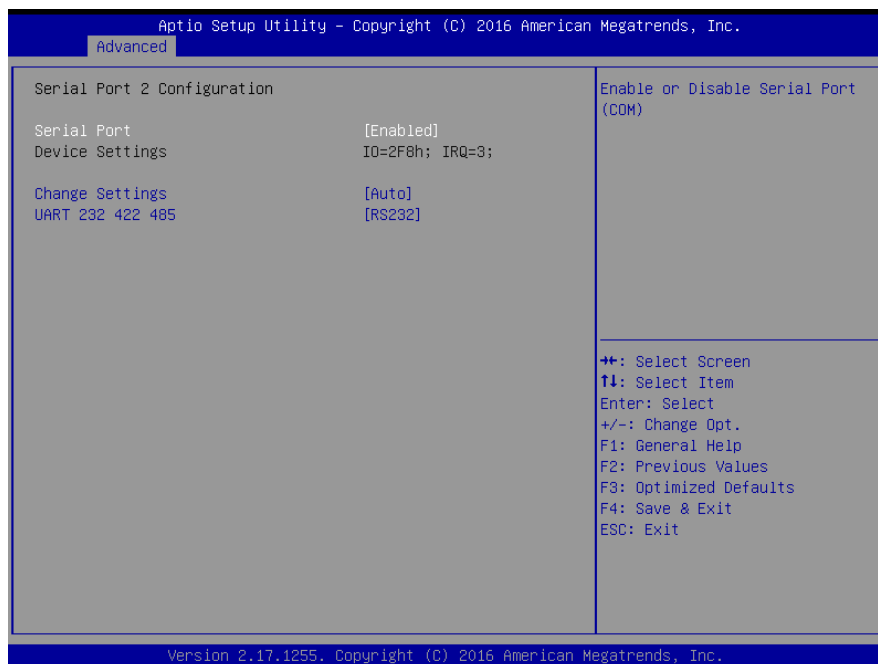 Aptio Setup Utility – Copyright (C) 2016 American Megatrends, Inc.
Advanced
Serial Port 2 Configuration
Serial Port [Enabled]
Device Settings IO=2F8h; IRQ=3;
Change Settings [Auto]
UART 232 422 485 [RS232]
Enable or Disable Serial Port
(COM)
→←: Select Screen
↑↓: Select Item
Enter: Select
+/-: Change Opt.
F1: General Help
F2: Previous Values
F3: Optimized Defaults
F4: Save & Exit
ESC: Exit
Version 2.17.1255. Copyright (C) 2016 American Megatrends, Inc.